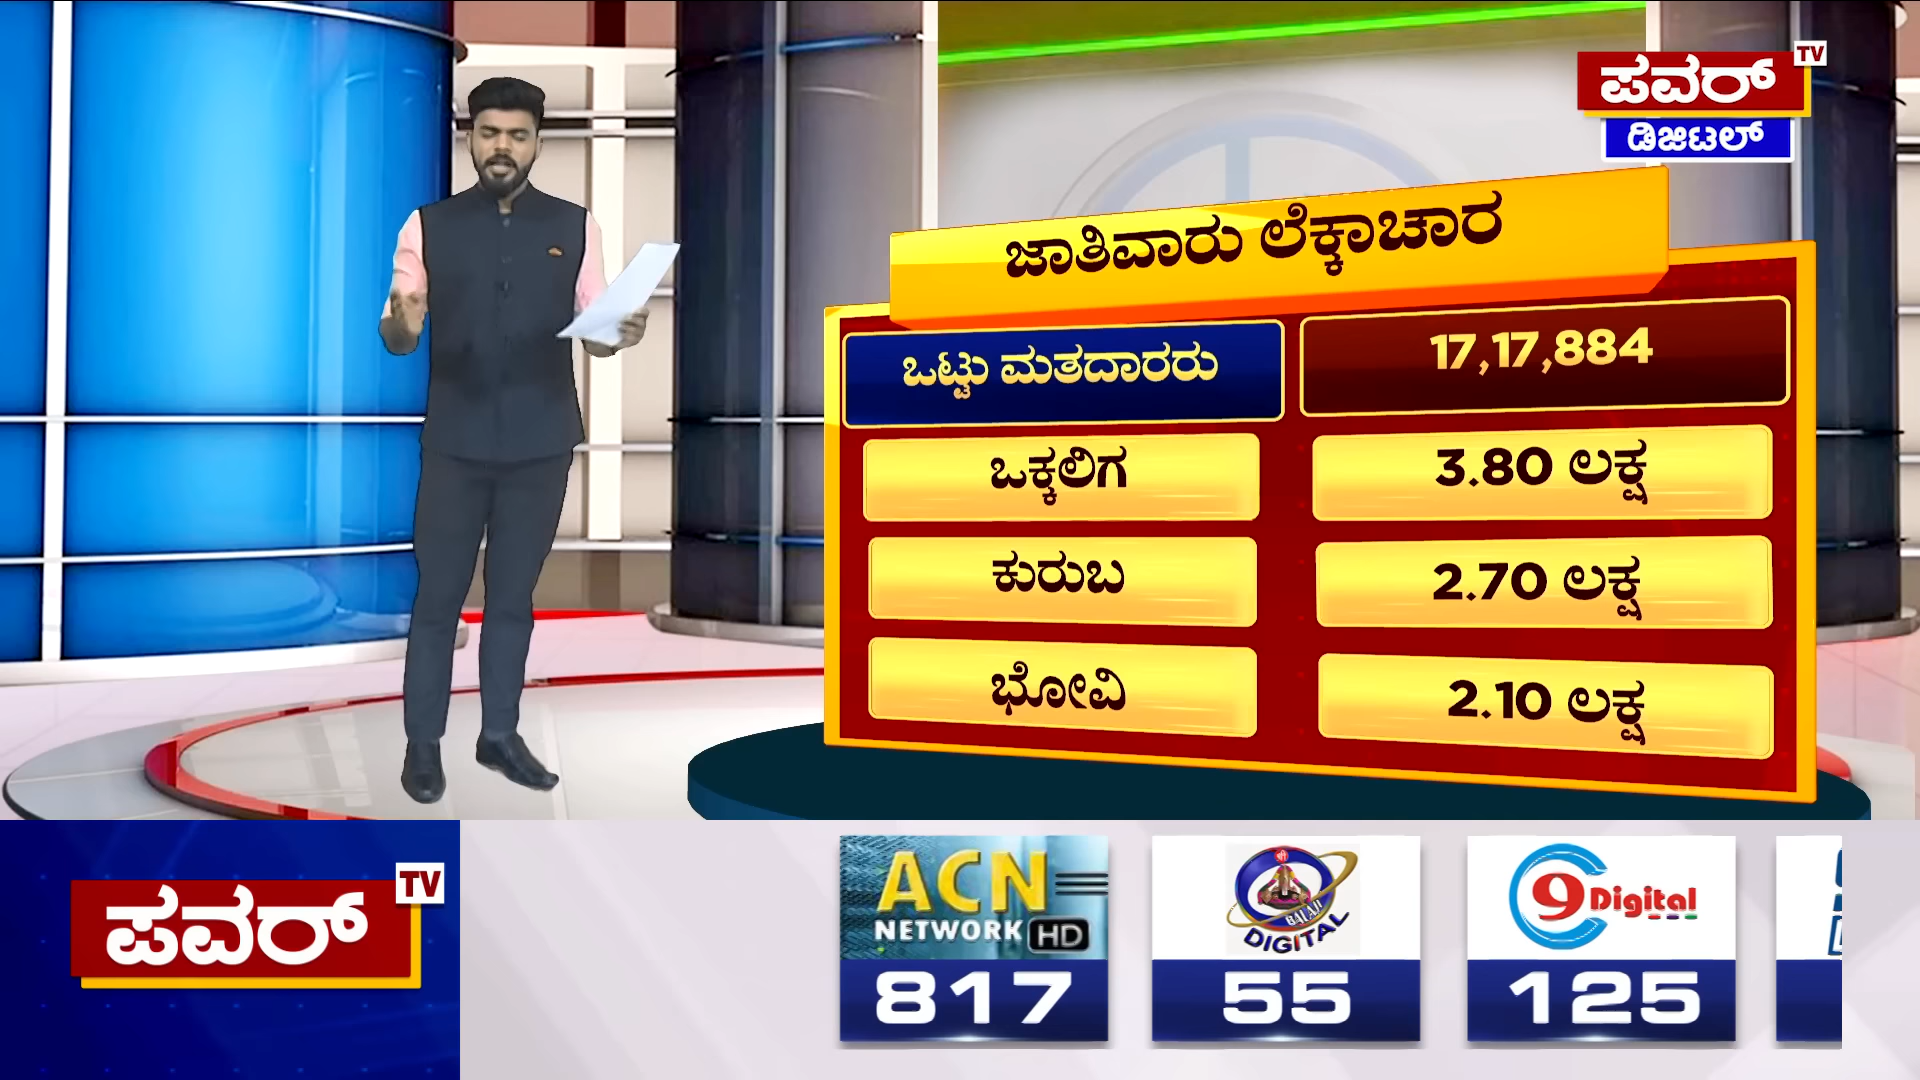 ಪವರ್ TV
ಡಿಜಿಟಲ್
ಜಾತಿವಾರು ಲೆಕ್ಕಾಚಾರ
ಒಟ್ಟು ಮತದಾರರು 17,17,884
ಒಕ್ಕಲಿಗ 3.80 ಲಕ್ಷ
ಕುರುಬ 2.70 ಲಕ್ಷ
ಭೋವಿ 2.10 ಲಕ್ಷ
ಪವರ್ TV
ACN
NETWORK HD
817
BALAJI
DIGITAL
55
9 Digital
125